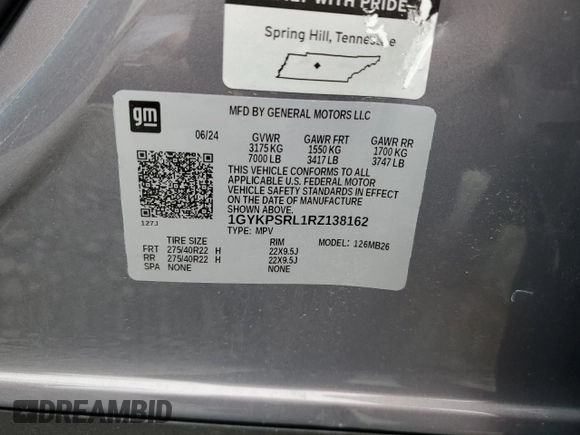 WITH PRIDE
Spring Hill, Tennessee
gm
MFD BY GENERAL MOTORS LLC
06/24 GVWR GAWR FRT GAWR RR
3175 KG 1550 KG 1700 KG
7000 LB 3417 LB 3747 LB
THIS VEHICLE CONFORMS TO ALL
APPLICABLE U.S. FEDERAL MOTOR
VEHICLE SAFETY STANDARDS IN EFFECT
ON THE DATE OF MANUFACTURE
SHOWN ABOVE.
1GYKPSRL1RZ138162
127J
TYPE: MPV
TIRE SIZE RIM MODEL: 126MB26
FRT 275/40R22 H 22X9.5J
RR 275/40R22 H 22X9.5J
SPA NONE NONE
DREAMBID